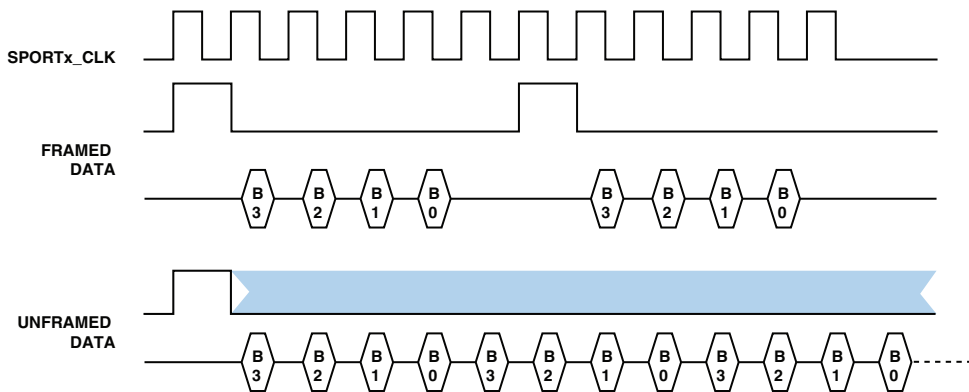 SPORTx_CLK
FRAMED
DATA
B B B B B B B B
3 2 1 0 3 2 1 0
UNFRAMED
DATA
B B B B B B B B B B B B
3 2 1 0 3 2 1 0 3 2 1 0